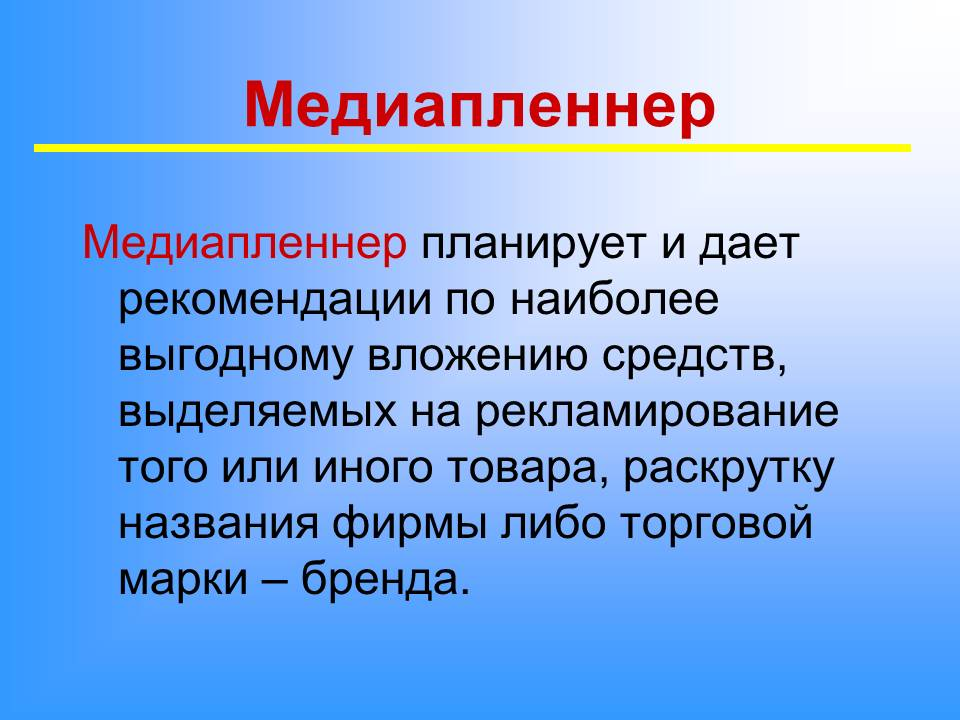 Медиапленнер
Медиапленнер планирует и дает
рекомендации по наиболее
выгодному вложению средств,
выделяемых на рекламирование
того или иного товара, раскрутку
названия фирмы либо торговой
марки – бренда.